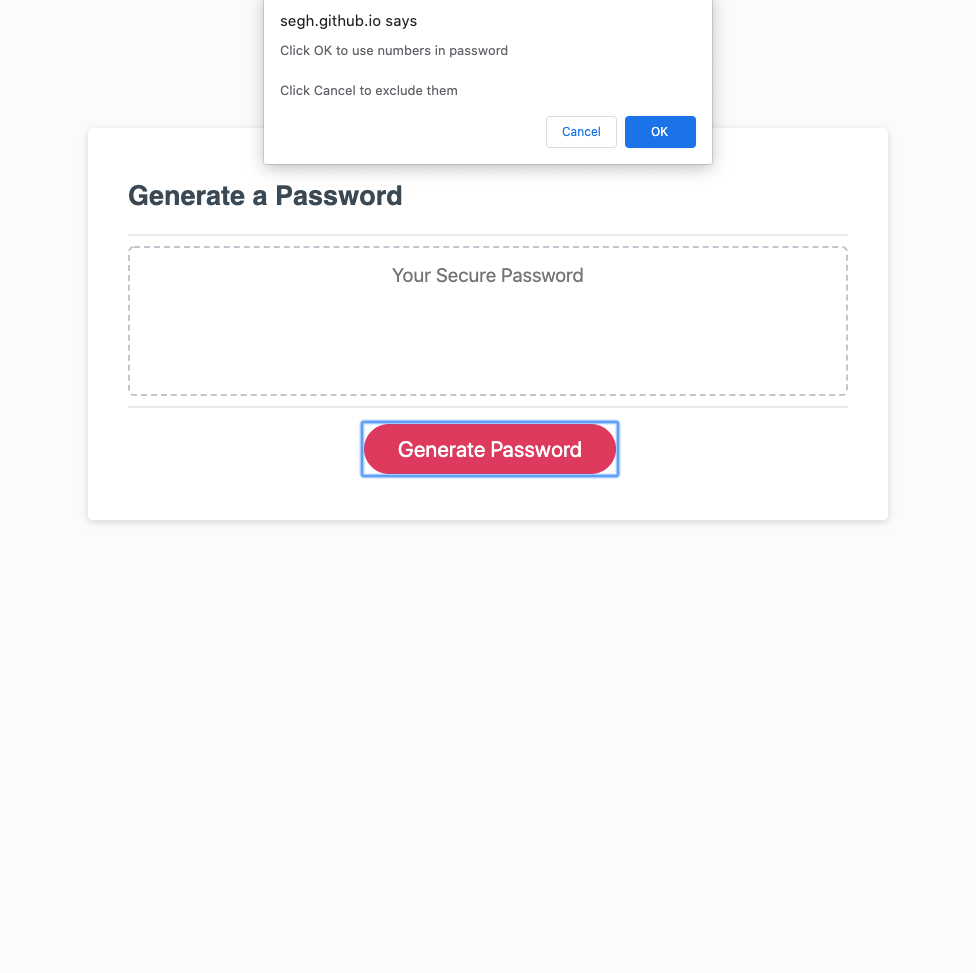 segh.github.io says
Click OK to use numbers in password
Click Cancel to exclude them
Cancel
OK
Generate a Password
Your Secure Password
Generate Password